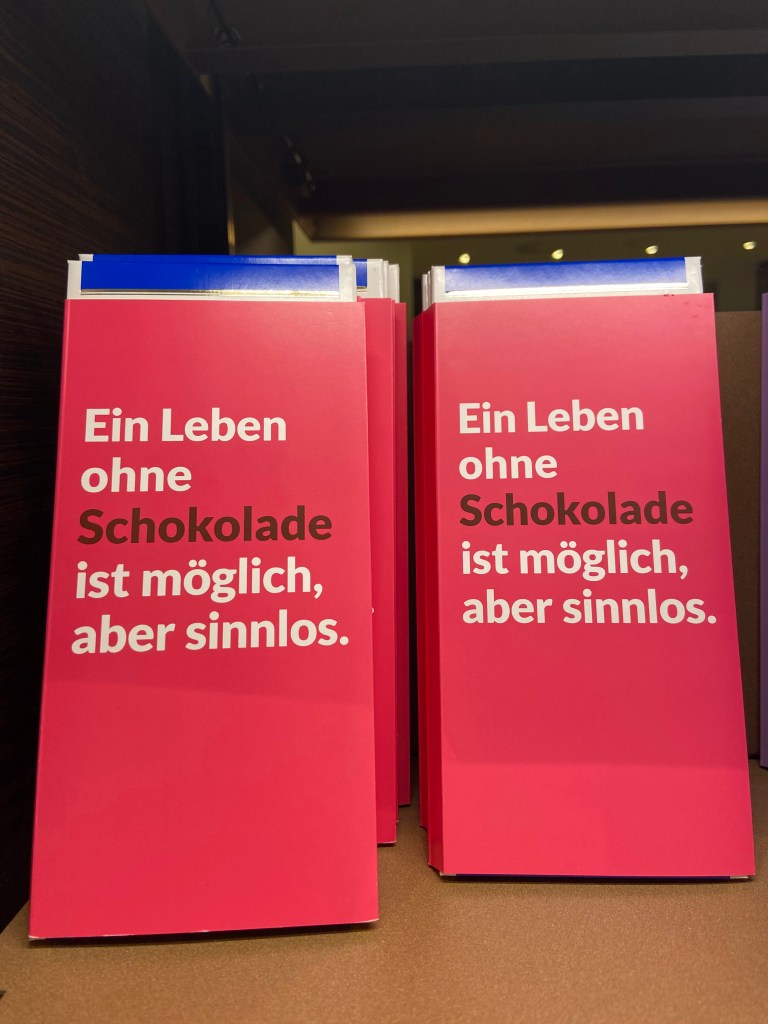 Ein Leben
ohne
Schokolade
ist möglich,
aber sinnlos.
Ein Leben
ohne
Schokolade
ist möglich,
aber sinnlos.